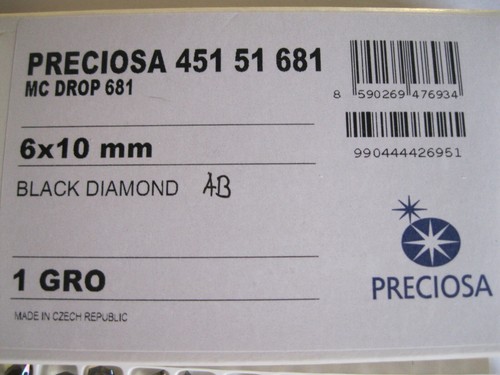 PRECIOSA 451 51 681
MC DROP 681
8 590269 476934
6x10 mm
990444426951
BLACK DIAMOND AB
PRECIOSA
1 GRO
MADE IN CZECH REPUBLIC